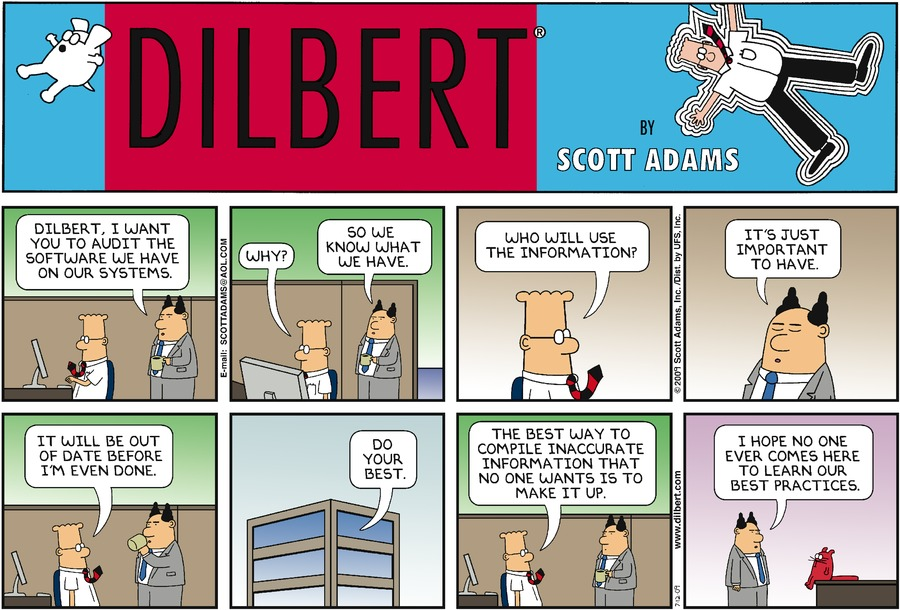 DILBERT®
BY
SCOTT ADAMS
DILBERT, I WANT
YOU TO AUDIT THE
SOFTWARE WE HAVE
ON OUR SYSTEMS.
E-mail: SCOTTADAMS@AOL.COM
WHY?
SO WE
KNOW WHAT
WE HAVE.
WHO WILL USE
THE INFORMATION?
© 2009 Scott Adams, Inc./Dist. by UFS, Inc.
IT'S JUST
IMPORTANT
TO HAVE.
IT WILL BE OUT
OF DATE BEFORE
I'M EVEN DONE.
DO
YOUR
BEST.
THE BEST WAY TO
COMPILE INACCURATE
INFORMATION THAT
NO ONE WANTS IS TO
MAKE IT UP.
7-12-09
www.dilbert.com
I HOPE NO ONE
EVER COMES HERE
TO LEARN OUR
BEST PRACTICES.